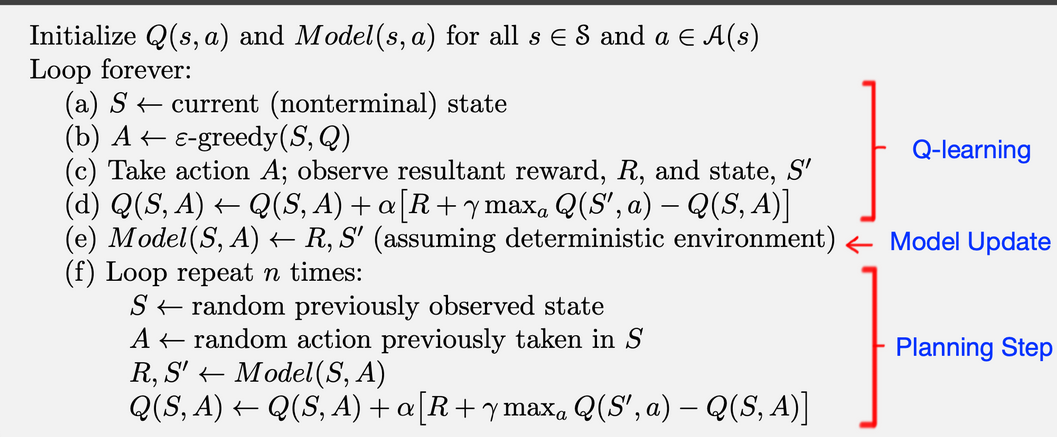 Initialize Q(s, a) and Model(s, a) for all s ∈ 𝒮 and a ∈ 𝒜(s)
Loop forever:
(a) S ← current (nonterminal) state
(b) A ← ε-greedy(S, Q)
(c) Take action A; observe resultant reward, R, and state, S′
(d) Q(S, A) ← Q(S, A) + α[R + γ maxₐ Q(S′, a) − Q(S, A)]
Q-learning
(e) Model(S, A) ← R, S′ (assuming deterministic environment) ← Model Update
(f) Loop repeat n times:
S ← random previously observed state
A ← random action previously taken in S
R, S′ ← Model(S, A)
Q(S, A) ← Q(S, A) + α[R + γ maxₐ Q(S′, a) − Q(S, A)]
Planning Step